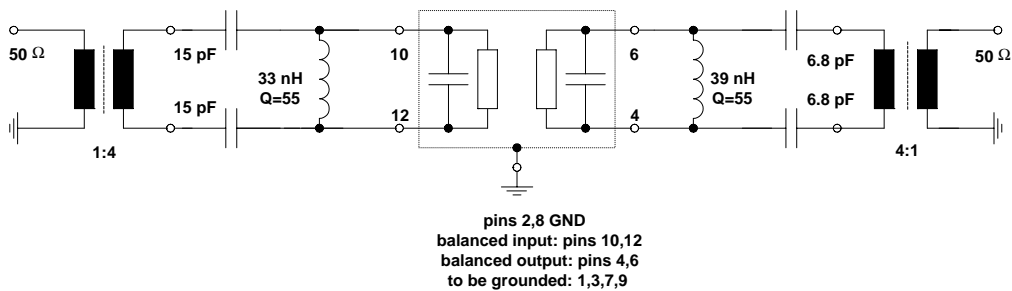 50 Ω
15 pF
15 pF
1:4
33 nH
Q=55
10
12
6
4
39 nH
Q=55
6.8 pF
6.8 pF
4:1
50 Ω
pins 2,8 GND
balanced input: pins 10,12
balanced output: pins 4,6
to be grounded: 1,3,7,9